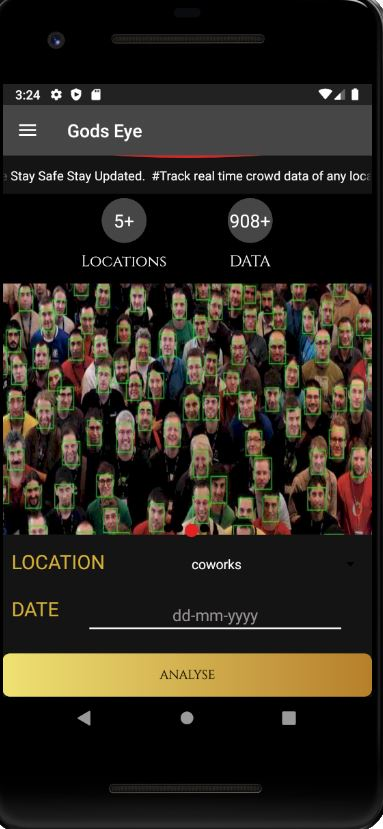 3:24
Gods Eye
Stay Safe Stay Updated. #Track real time crowd data of any loca
5+
908+
LOCATIONS
DATA
LOCATION
coworks
DATE
dd-mm-yyyy
ANALYSE